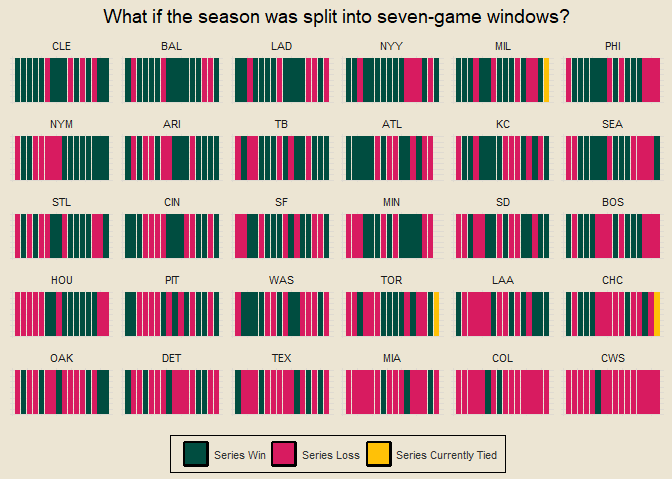 What if the season was split into seven-game windows?
CLE BAL LAD NYY MIL PHI
NYM ARI TB ATL KC SEA
STL CIN SF MIN SD BOS
HOU PIT WAS TOR LAA CHC
OAK DET TEX MIA COL CWS
Series Win Series Loss Series Currently Tied